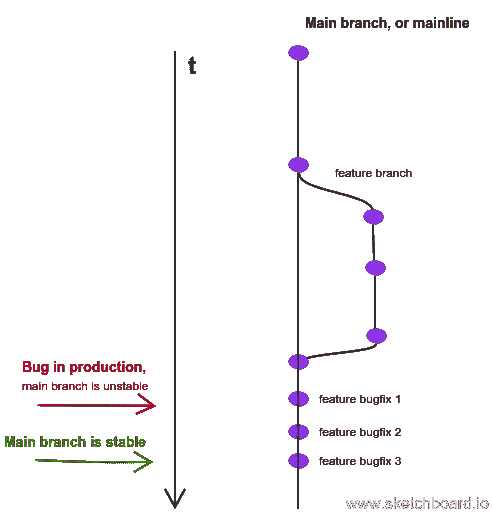 Main branch, or mainline
t
feature branch
Bug in production,
main branch is unstable
feature bugfix 1
feature bugfix 2
Main branch is stable
feature bugfix 3
www.sketchboard.io